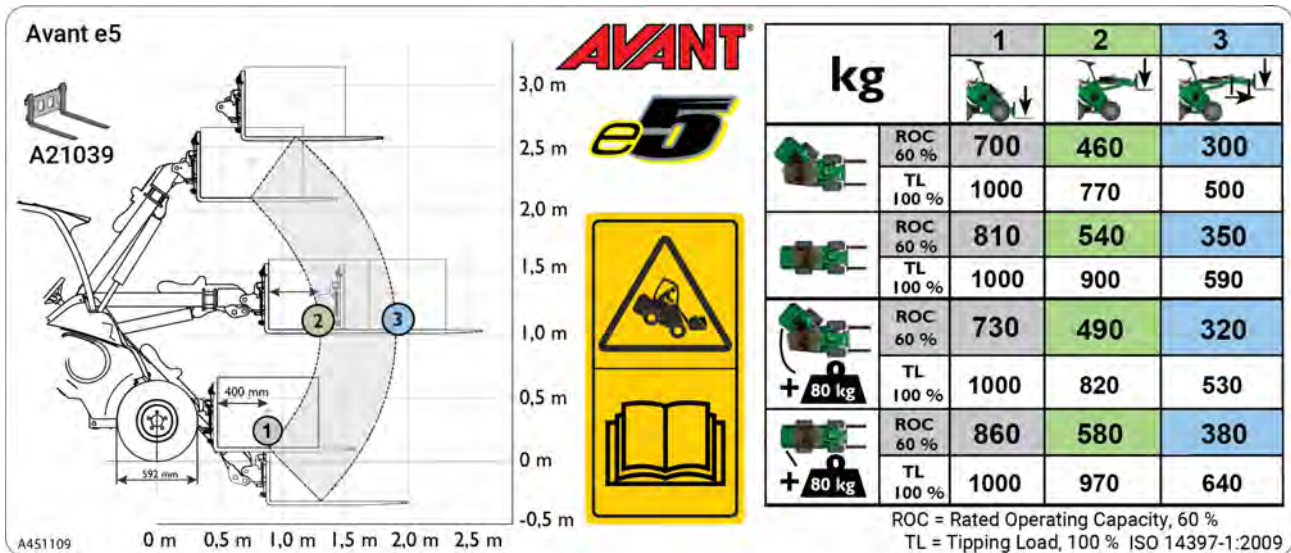 Avant e5
A21039
3,0 m
2,5 m
2,0 m
1,5 m
1,0 m
0,5 m
0 m
-0,5 m
2
3
400 mm
1
592 mm
0 m 0,5 m 1,0 m 1,5 m 2,0 m 2,5 m
A451109
AVANT®
e5
kg 1 2 3
ROC 60 % 700 460 300
TL 100 % 1000 770 500
ROC 60 % 810 540 350
TL 100 % 1000 900 590
ROC 60 % 730 490 320
+ 80 kg TL 100 % 1000 820 530
ROC 60 % 860 580 380
+ 80 kg TL 100 % 1000 970 640
ROC = Rated Operating Capacity, 60 %
TL = Tipping Load, 100 % ISO 14397-1:2009